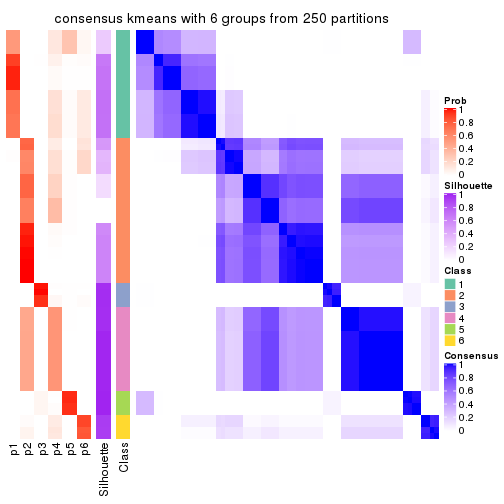 consensus kmeans with 6 groups from 250 partitions
Prob
1
0.8
0.6
0.4
0.2
0
Silhouette
1
0.8
0.6
0.4
0.2
0
Class
1
2
3
4
5
6
Consensus
1
0.8
0.6
0.4
0.2
0
p1
p2
p3
p4
p5
p6
Silhouette
Class